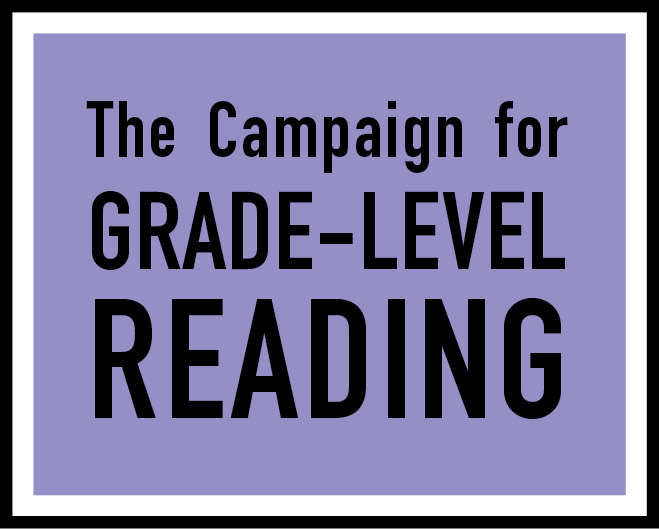 The Campaign for
GRADE-LEVEL
READING